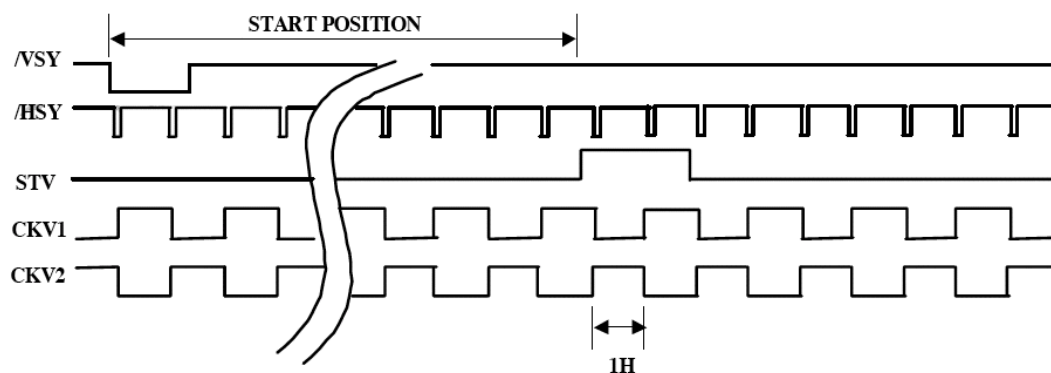 START POSITION
/VSY
/HSY
STV
CKV1
CKV2
1H